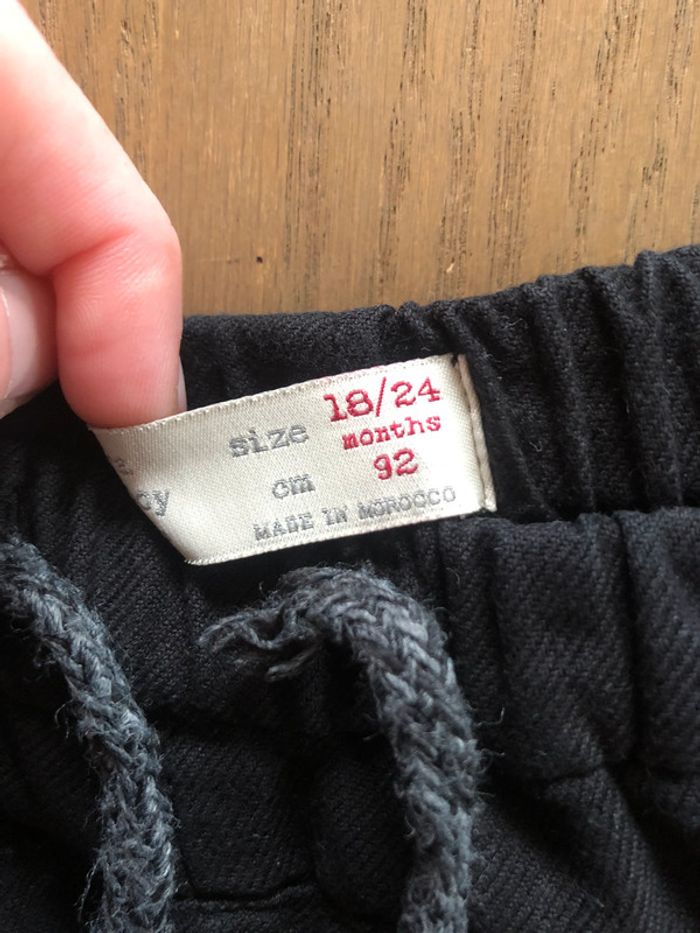 size 18/24
months
cm 92
MADE IN MOROCCO